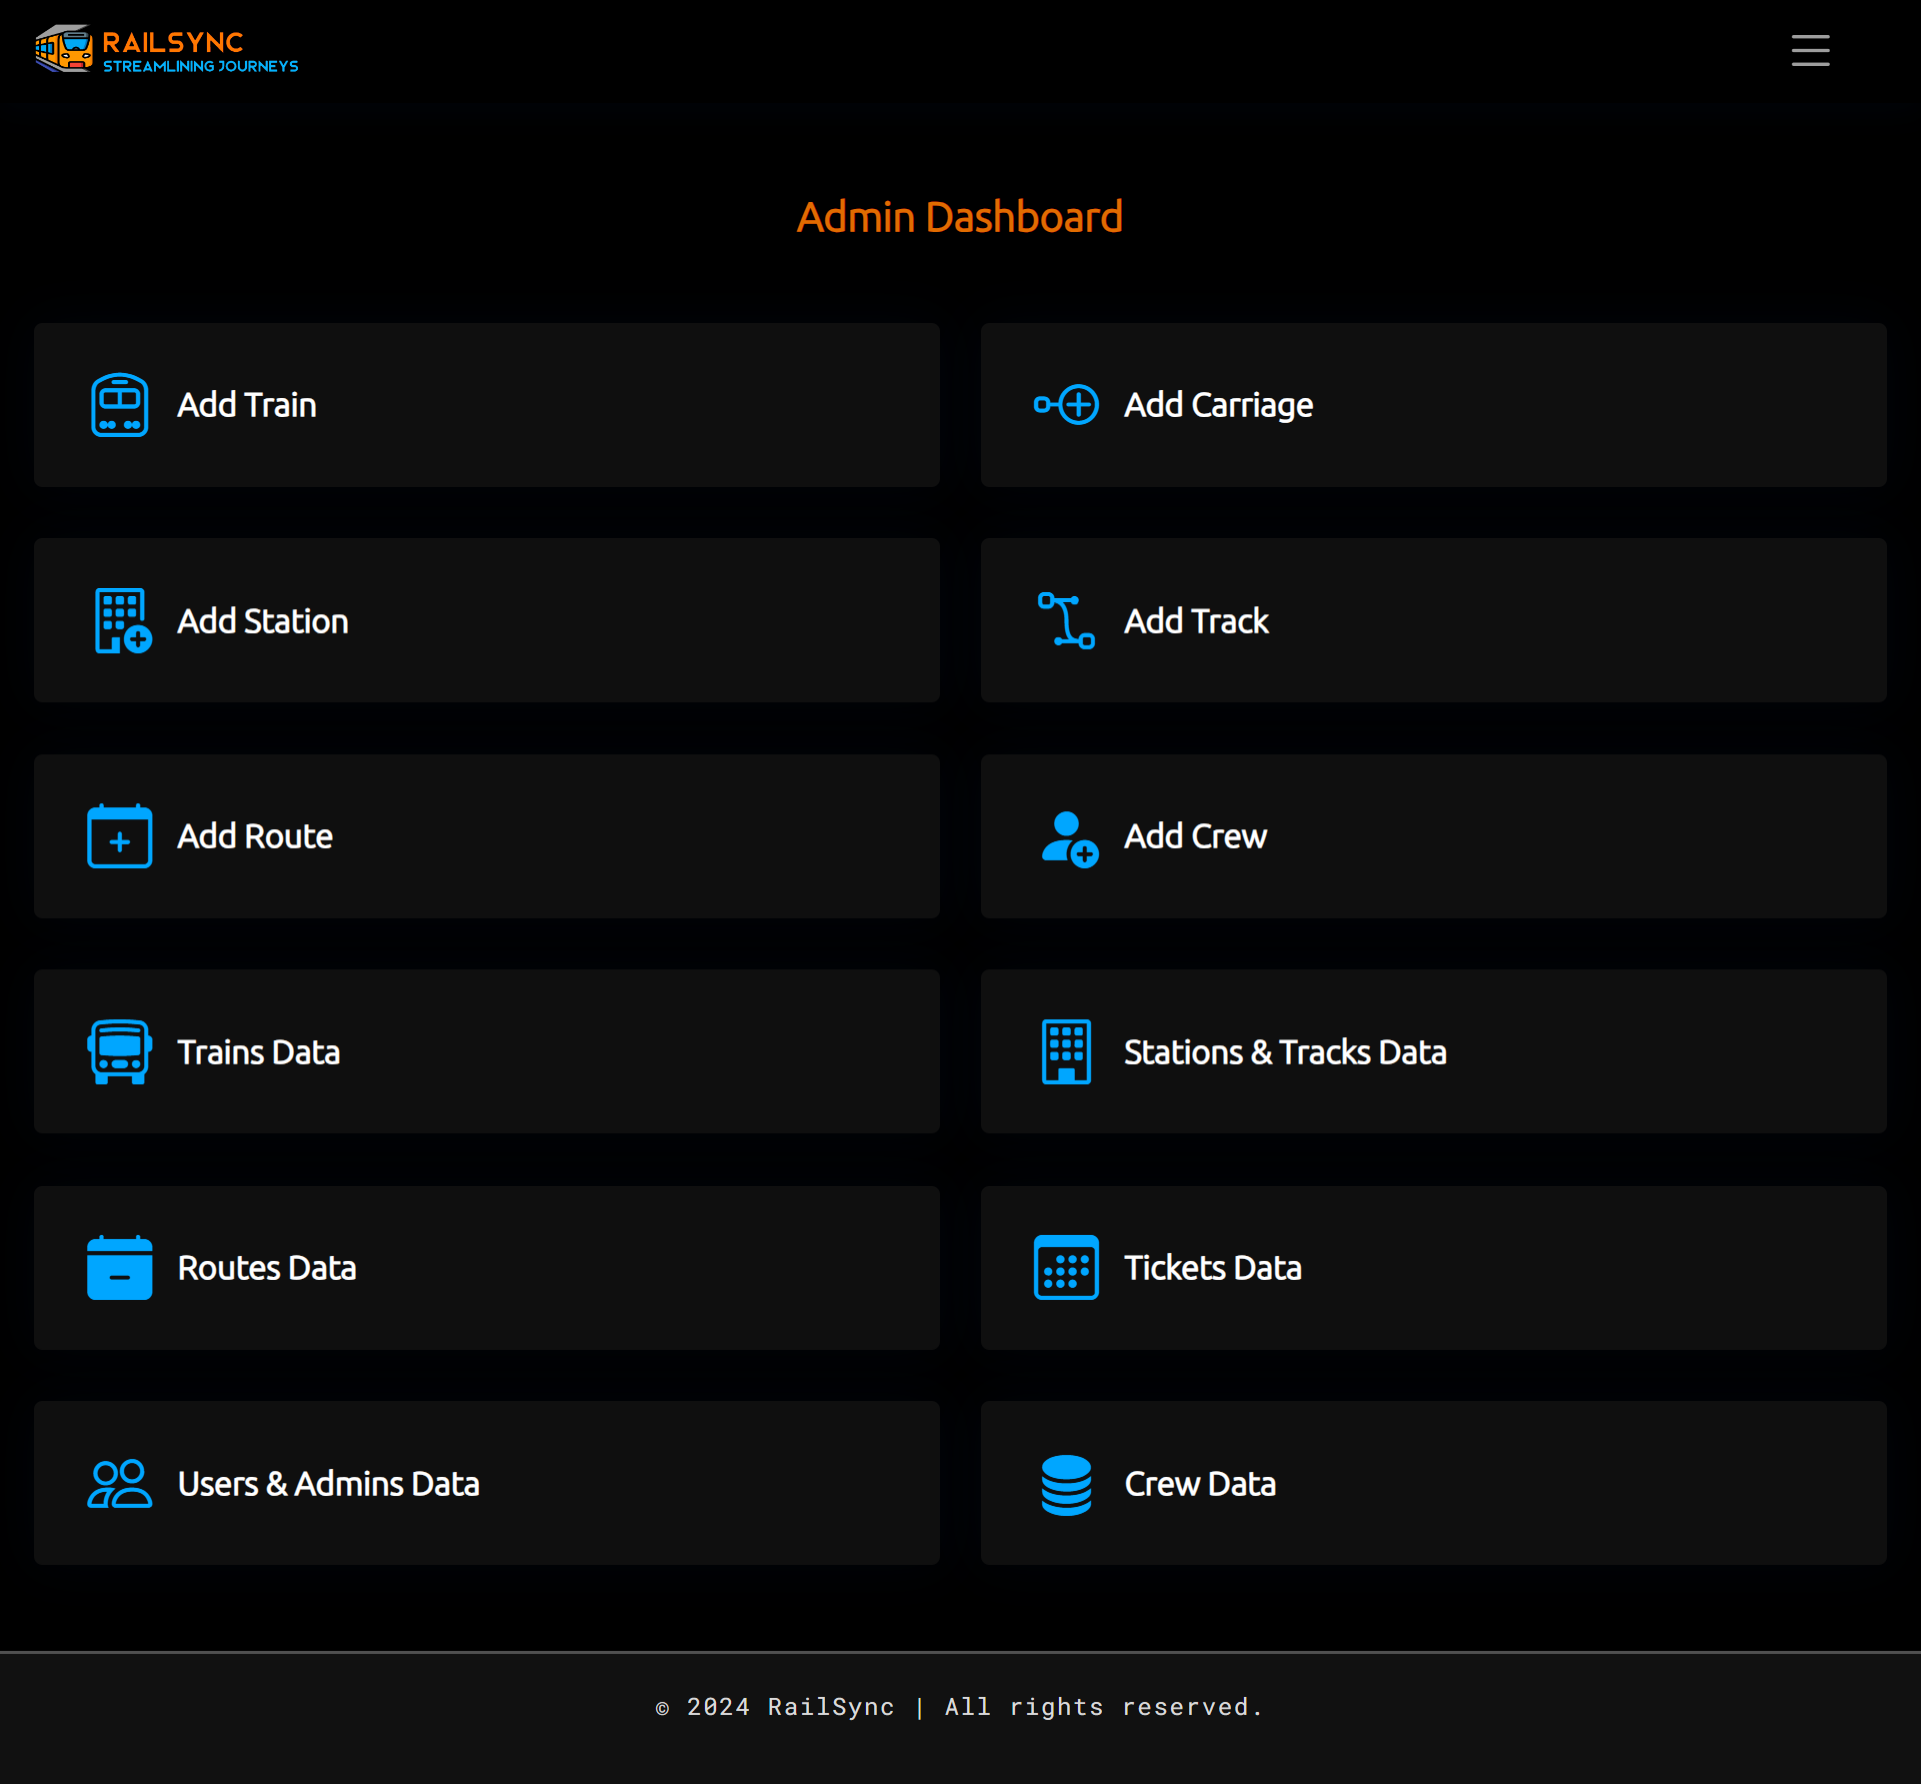 RAILSYNC
STREAMLINING JOURNEYS
Admin Dashboard
Add Train
Add Carriage
Add Station
Add Track
Add Route
Add Crew
Trains Data
Stations & Tracks Data
Routes Data
Tickets Data
Users & Admins Data
Crew Data
© 2024 RailSync | All rights reserved.